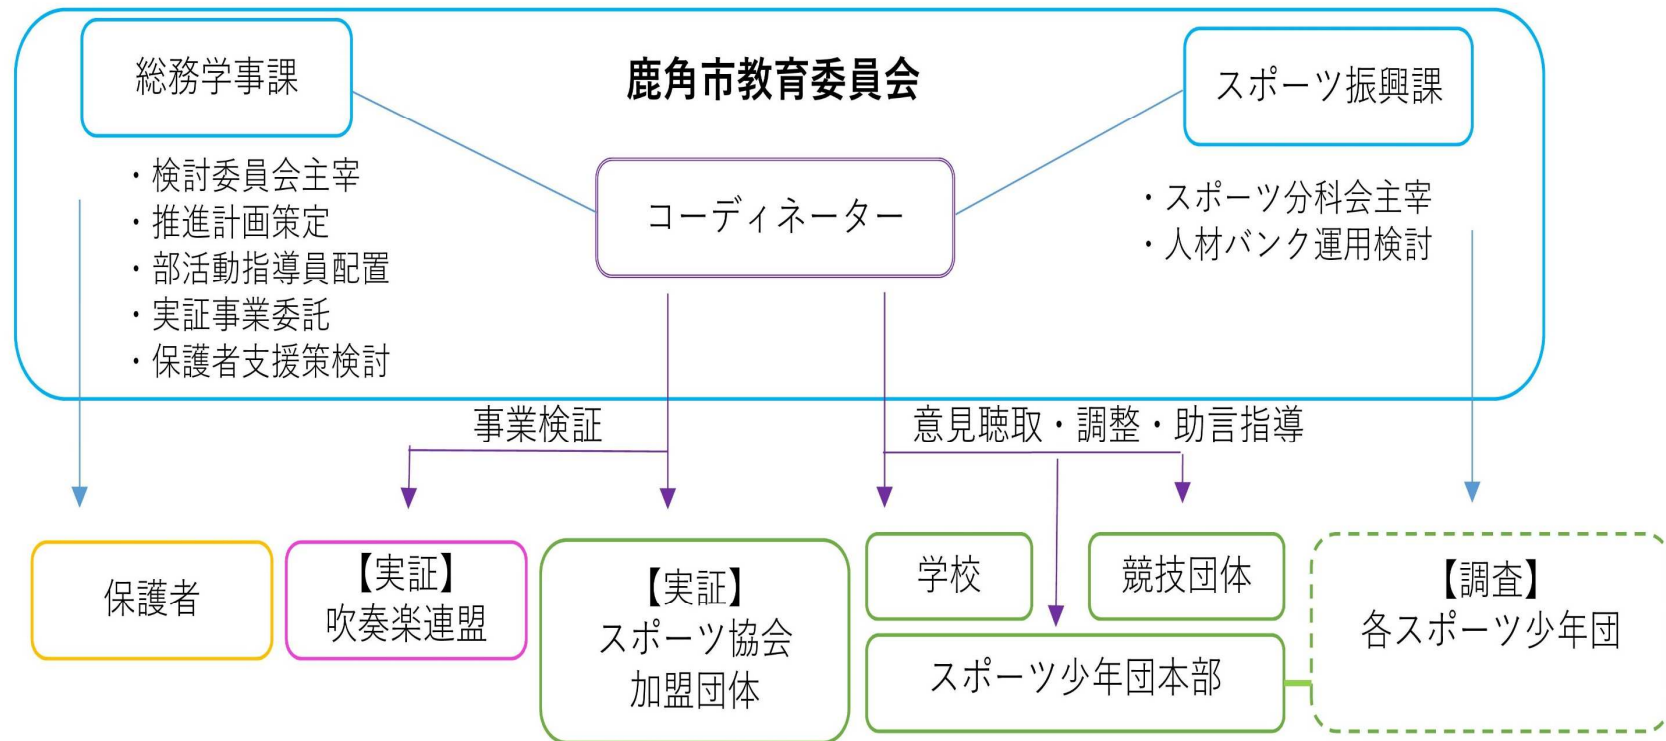 鹿角市教育委員会
総務学事課
・検討委員会主宰
・推進計画策定
・部活動指導員配置
・実証事業委託
・保護者支援策検討
コーディネーター
スポーツ振興課
・スポーツ分科会主宰
・人材バンク運用検討
事業検証
意見聴取・調整・助言指導
保護者
【実証】
吹奏楽連盟
【実証】
スポーツ協会
加盟団体
学校
競技団体
スポーツ少年団本部
【調査】
各スポーツ少年団